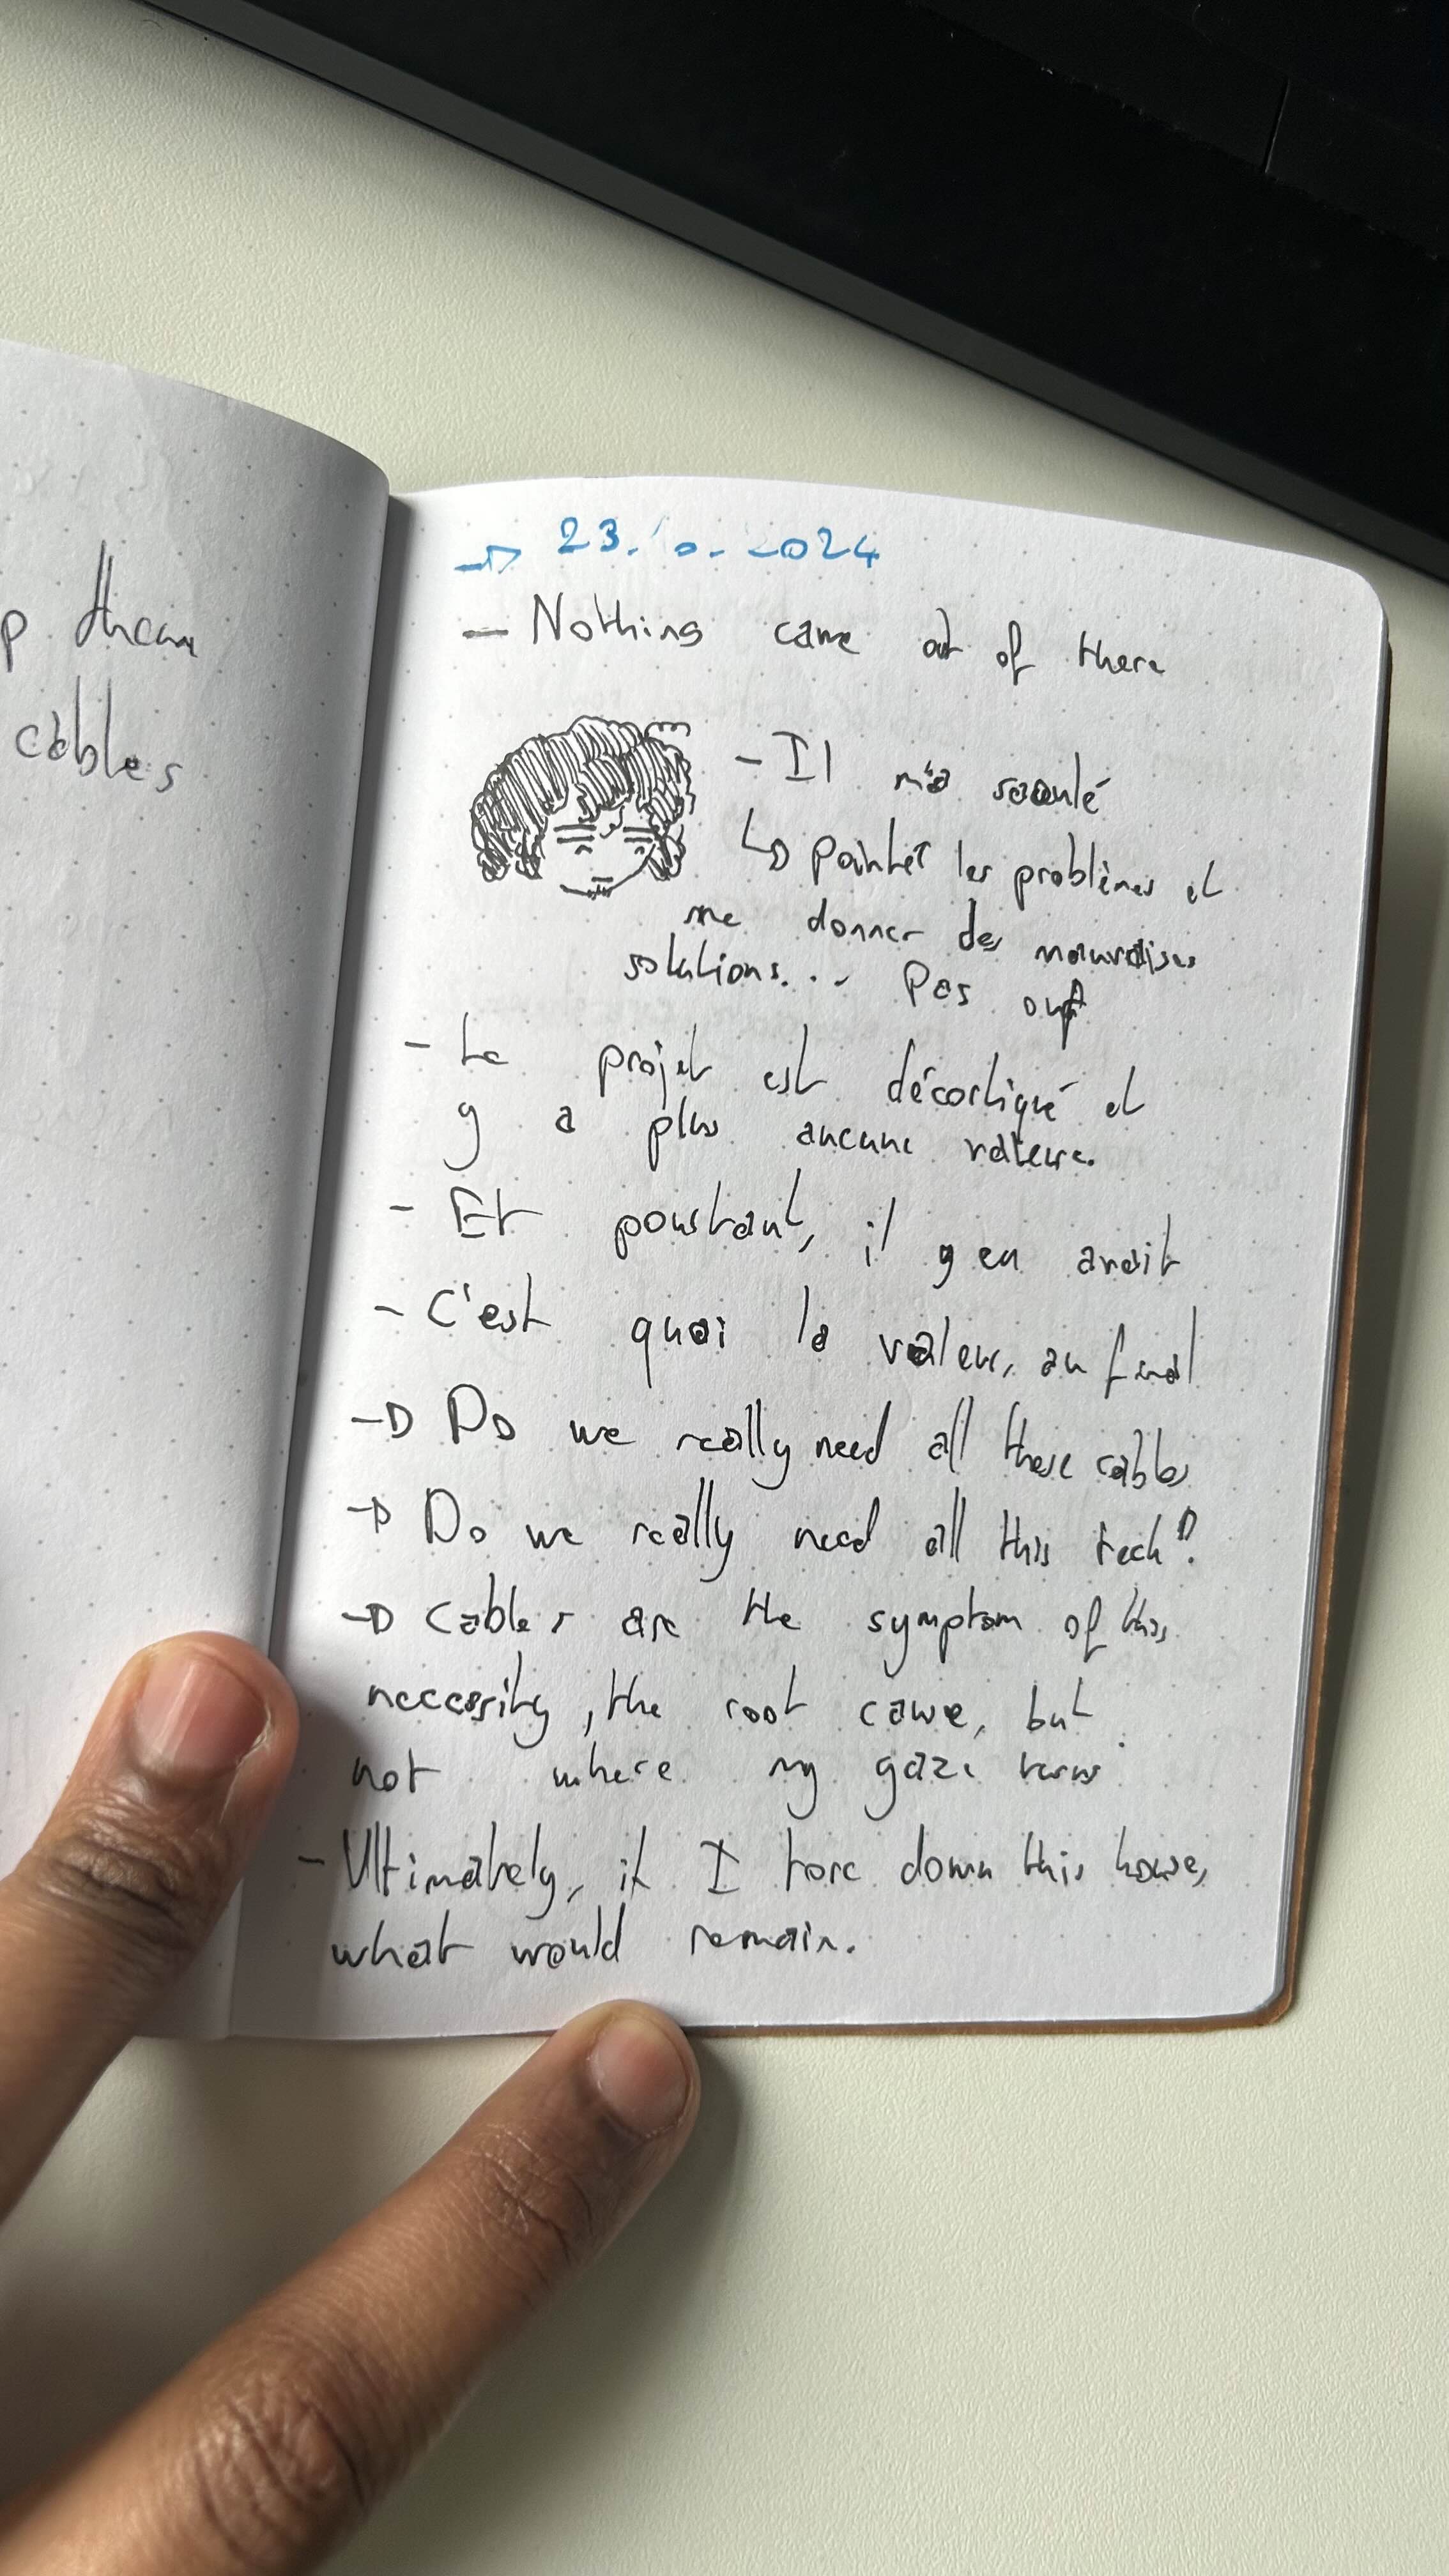 p them
cables
→ 23.10.2024
— Nothing came out of there
- Il m'a saoulé
↳ Pointer les problèmes et
me donner des mauvaises
solutions... Pas ouf
- Le projet est décortiqué et
y a plus aucune valeure.
- Et pourtant, il y en avait
- C'est quoi la valeur, au final
→ Do we really need all these cables
→ Do we really need all this tech?
→ Cables are the symptom of this
necessity, the root cause, but
not where my gaze turns
- Ultimately, if I tore down this house,
what would remain.